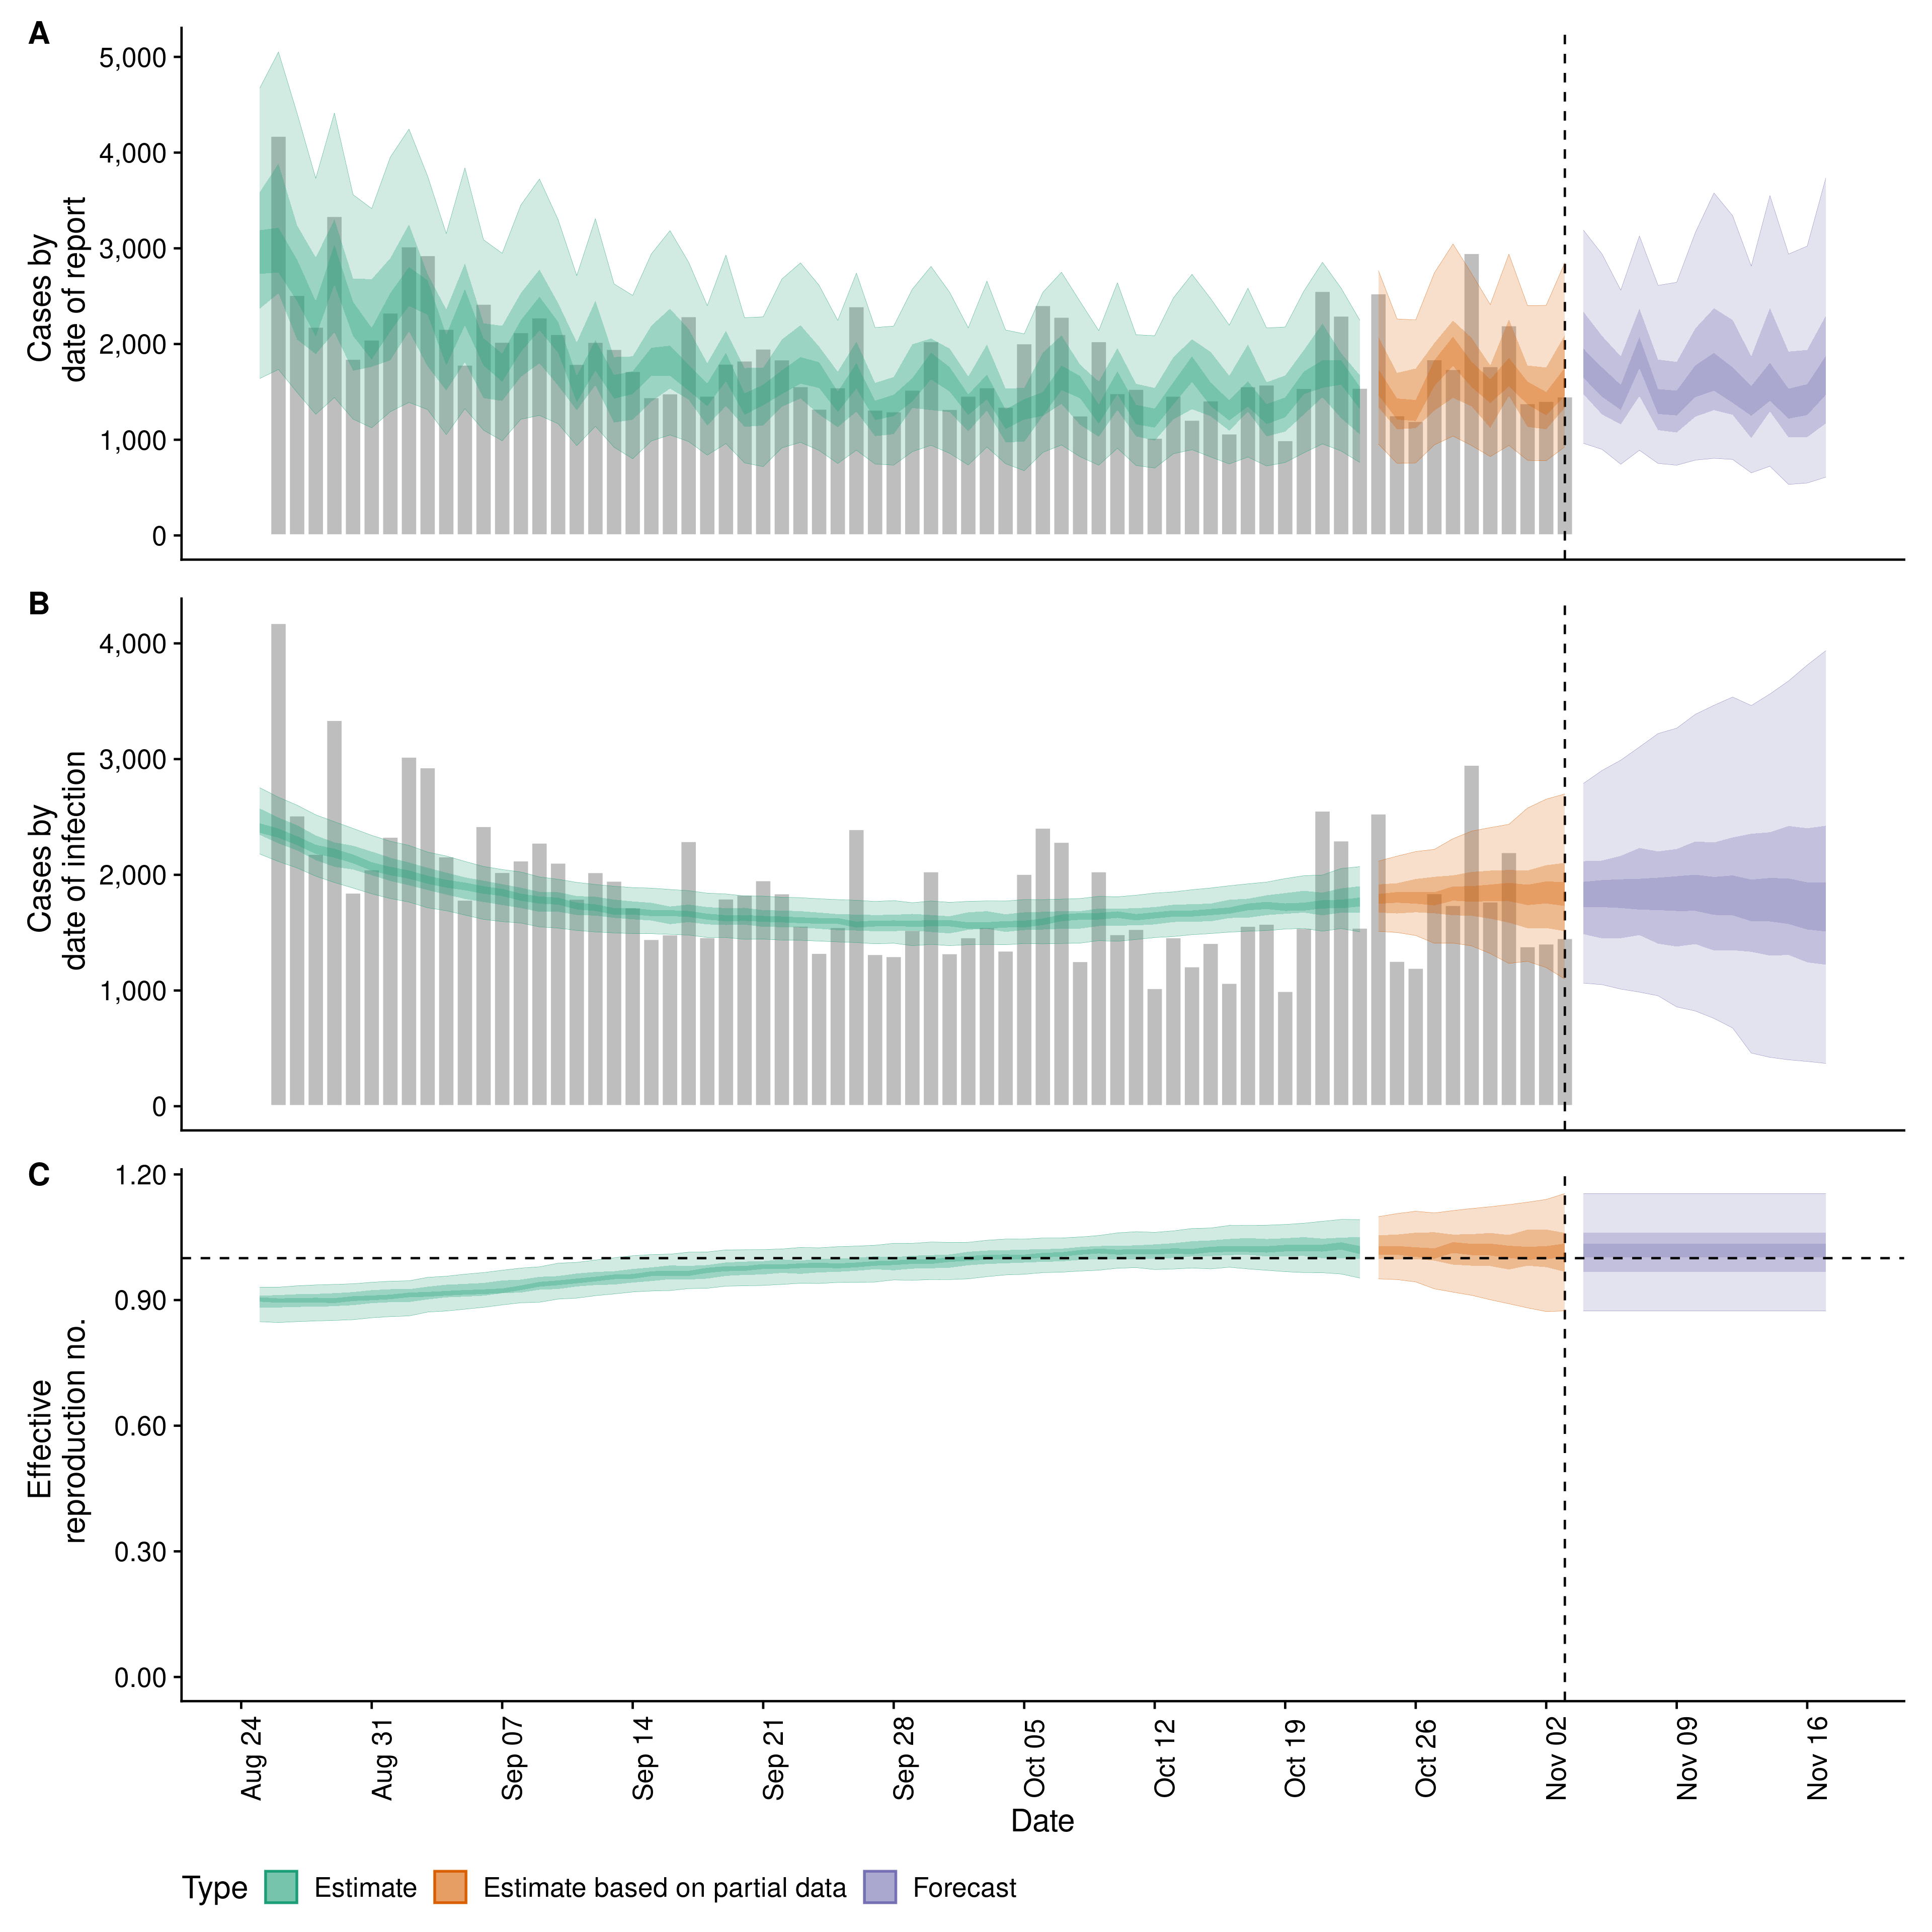 A
5,000
4,000
3,000
2,000
1,000
0
Cases by
date of report
B
4,000
3,000
2,000
1,000
0
Cases by
date of infection
C
1.20
0.90
0.60
0.30
0.00
Effective
reproduction no.
Aug 24
Aug 31
Sep 07
Sep 14
Sep 21
Sep 28
Oct 05
Oct 12
Oct 19
Oct 26
Nov 02
Nov 09
Nov 16
Date
Type Estimate Estimate based on partial data Forecast